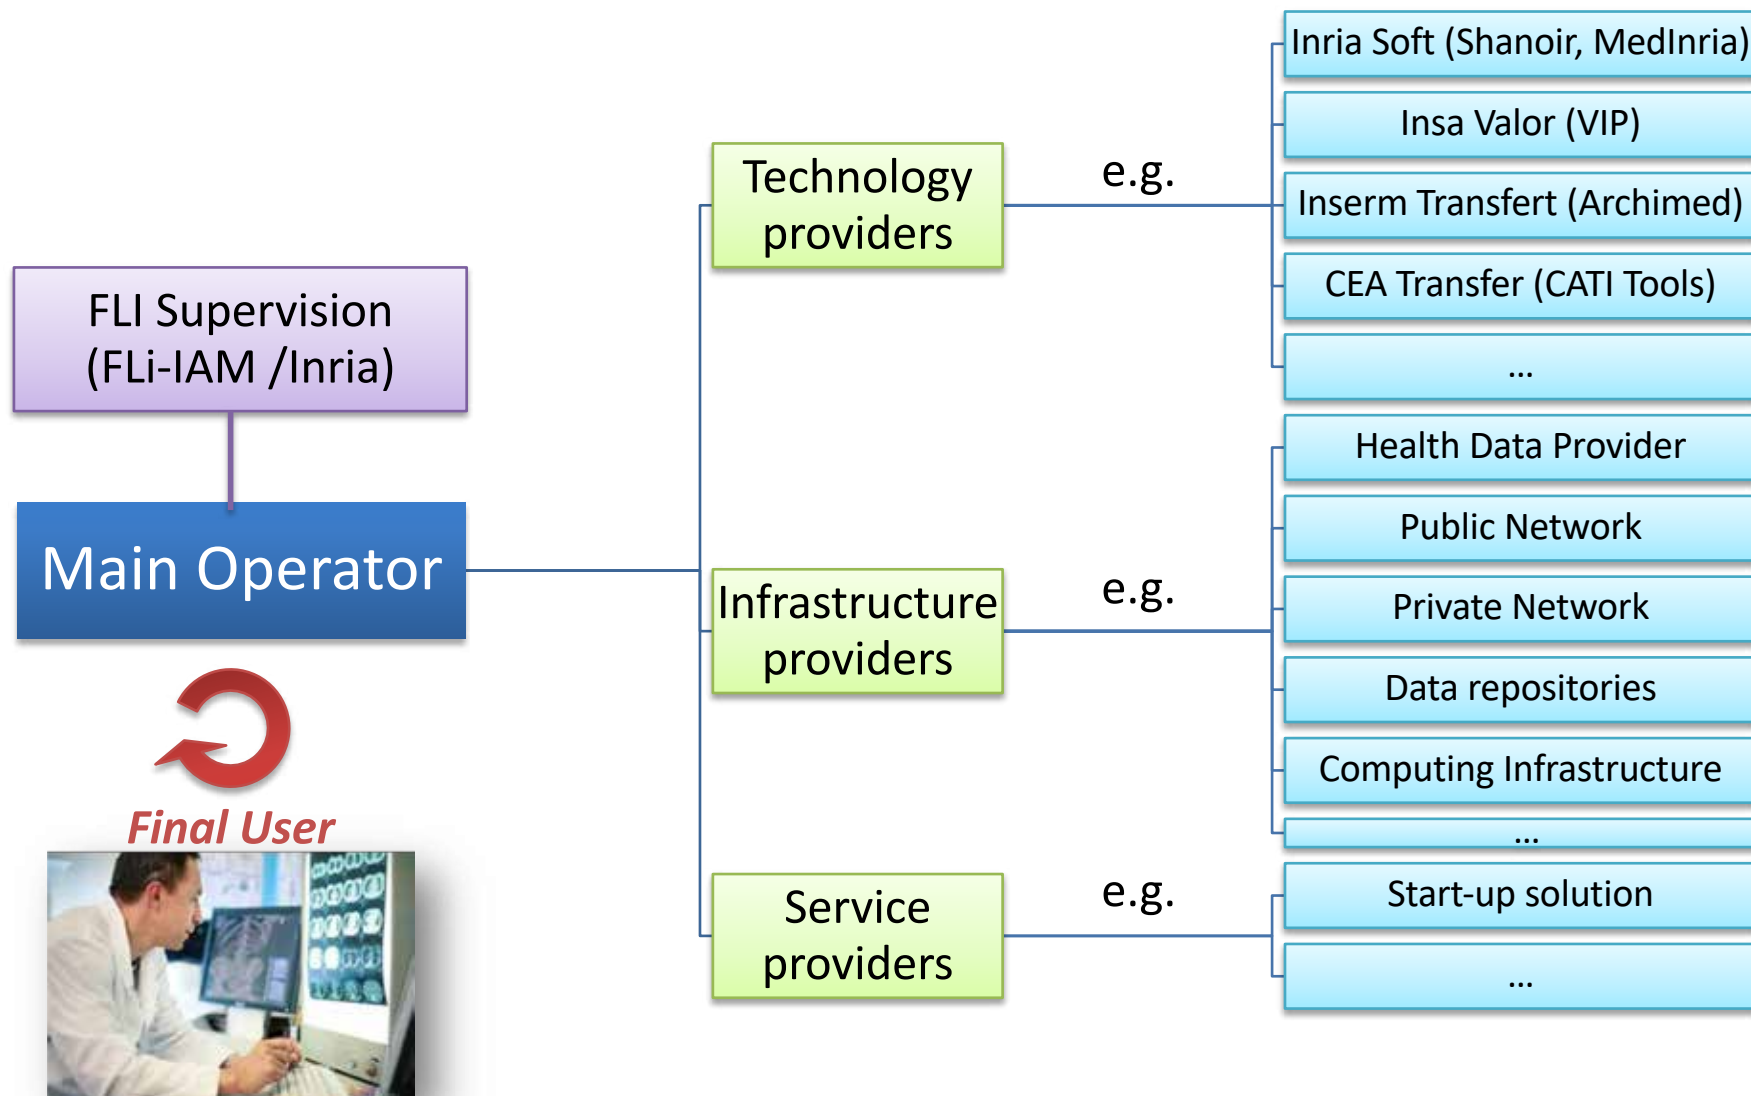 FLI Supervision
(FLi-IAM /Inria)
Main Operator
Final User
Technology
providers
e.g.
Inria Soft (Shanoir, MedInria)
Insa Valor (VIP)
Inserm Transfert (Archimed)
CEA Transfer (CATI Tools)
...
Infrastructure
providers
e.g.
Health Data Provider
Public Network
Private Network
Data repositories
Computing Infrastructure
...
Service
providers
e.g.
Start-up solution
...